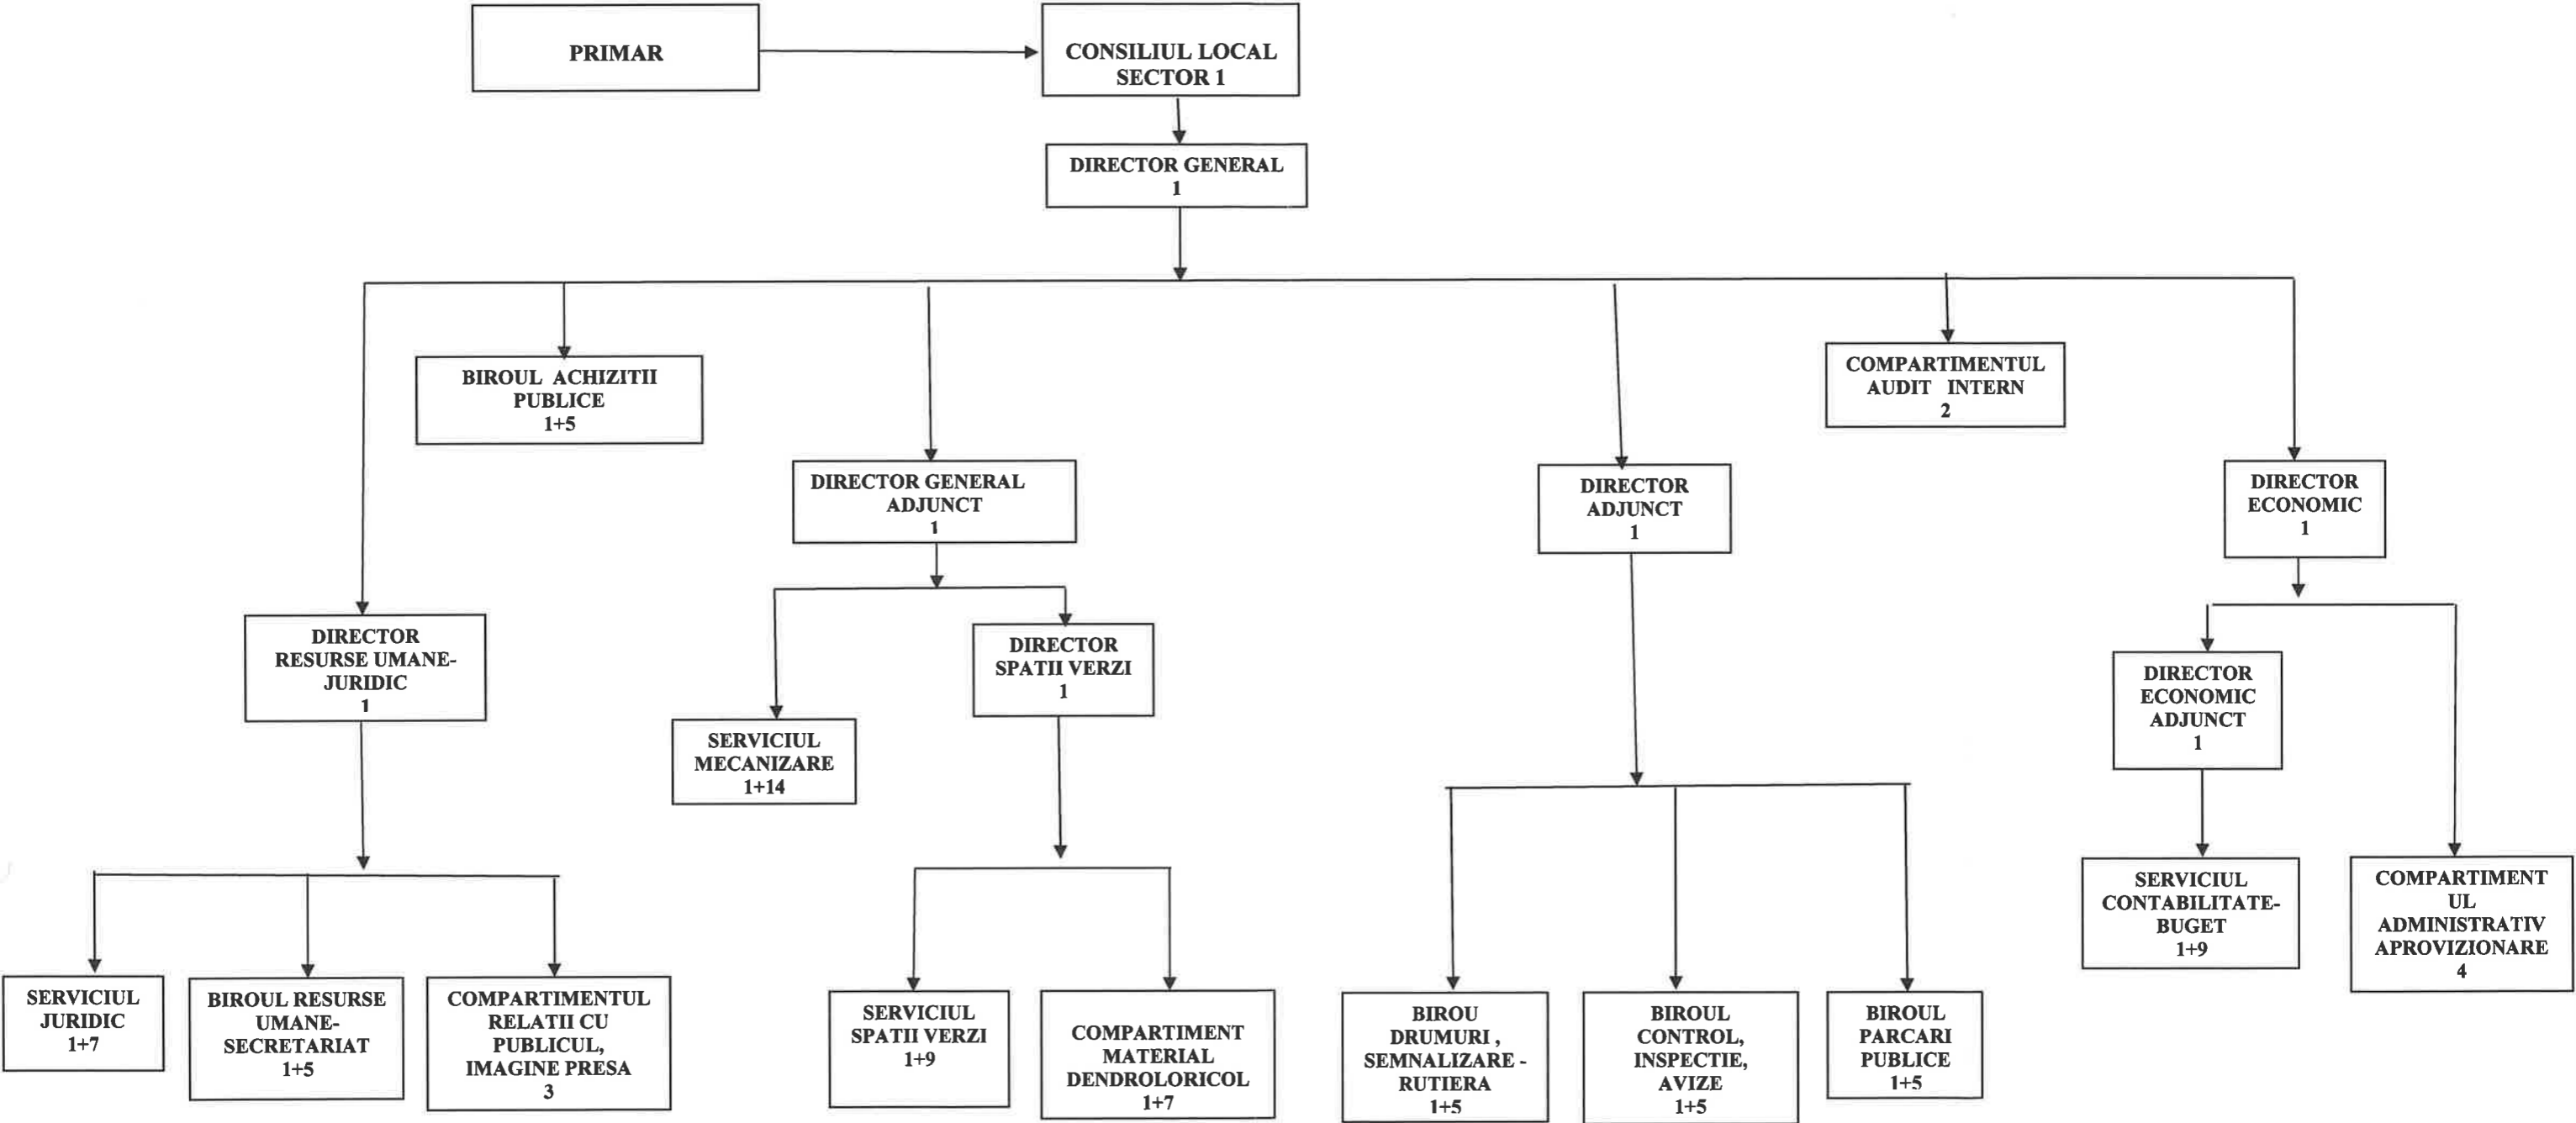 PRIMAR
CONSILIUL LOCAL
SECTOR 1
DIRECTOR GENERAL
1
BIROUL ACHIZITII
PUBLICE
1+5
COMPARTIMENTUL
AUDIT INTERN
2
DIRECTOR GENERAL
ADJUNCT
1
DIRECTOR
ADJUNCT
1
DIRECTOR
ECONOMIC
1
DIRECTOR
RESURSE UMANE-
JURIDIC
1
DIRECTOR
SPATII VERZI
1
SERVICIUL
MECANIZARE
1+14
DIRECTOR
ECONOMIC
ADJUNCT
1
SERVICIUL
CONTABILITATE-
BUGET
1+9
COMPARTIMENT
UL
ADMINISTRATIV
APROVIZIONARE
4
SERVICIUL
JURIDIC
1+7
BIROUL RESURSE
UMANE-
SECRETARIAT
1+5
COMPARTIMENTUL
RELATII CU
PUBLICUL,
IMAGINE PRESA
3
SERVICIUL
SPATII VERZI
1+9
COMPARTIMENT
MATERIAL
DENDROLORICOL
1+7
BIROU
DRUMURI ,
SEMNALIZARE -
RUTIERA
1+5
BIROUL
CONTROL,
INSPECTIE,
AVIZE
1+5
BIROUL
PARCARI
PUBLICE
1+5